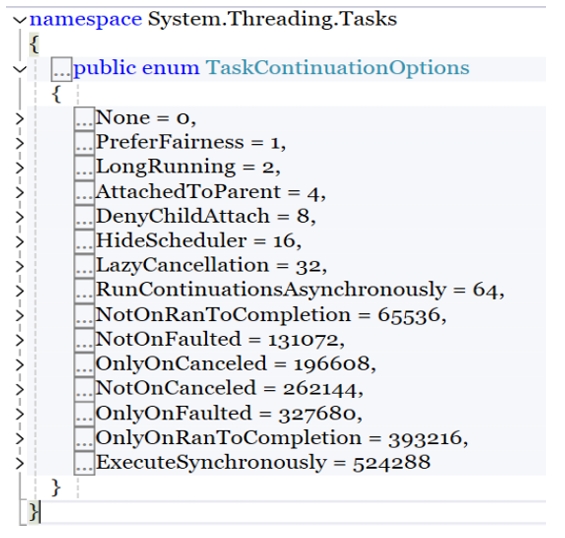 namespace System.Threading.Tasks
{
...public enum TaskContinuationOptions
{
...None = 0,
...PreferFairness = 1,
...LongRunning = 2,
...AttachedToParent = 4,
...DenyChildAttach = 8,
...HideScheduler = 16,
...LazyCancellation = 32,
...RunContinuationsAsynchronously = 64,
...NotOnRanToCompletion = 65536,
...NotOnFaulted = 131072,
...OnlyOnCanceled = 196608,
...NotOnCanceled = 262144,
...OnlyOnFaulted = 327680,
...OnlyOnRanToCompletion = 393216,
...ExecuteSynchronously = 524288
}
}